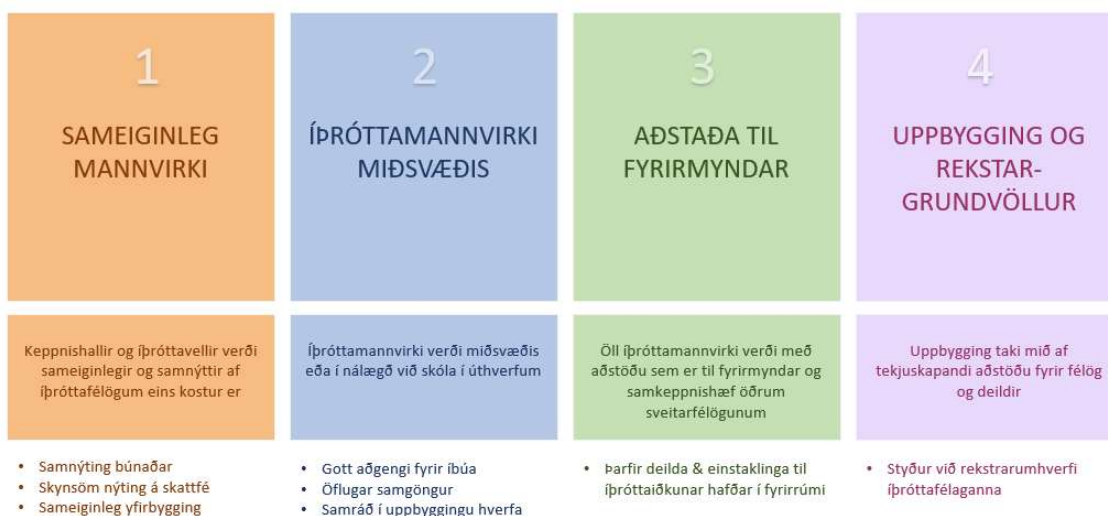 1
SAMEIGINLEG
MANNVIRKI
Keppnishallir og íþróttavellir verði
sameiginlegir og samnýttir af
íþróttafélögum eins kostur er
• Samnýting búnaðar
• Skynsöm nýting á skattfé
• Sameiginleg yfirbygging
2
ÍÞRÓTTAMANNVIRKI
MIÐSVÆÐIS
Íþróttamannvirki verði miðsvæðis
eða í nálægð við skóla í úthverfum
• Gott aðgengi fyrir íbúa
• Öflugar samgöngur
• Samráð í uppbyggingu hverfa
3
AÐSTAÐA TIL
FYRIRMYNDAR
Öll íþróttamannvirki verði með
aðstöðu sem er til fyrirmyndar og
samkeppnishæf öðrum
sveitarfélögunum
• Þarfir deilda & einstaklinga til
íþróttaiðkunar hafðar í fyrirrúmi
4
UPPBYGGING OG
REKSTAR-
GRUNDVÖLLUR
Uppbygging taki mið af
tekjuskapandi aðstöðu fyrir félög
og deildir
• Styður við rekstrarumhverfi
íþróttafélaganna